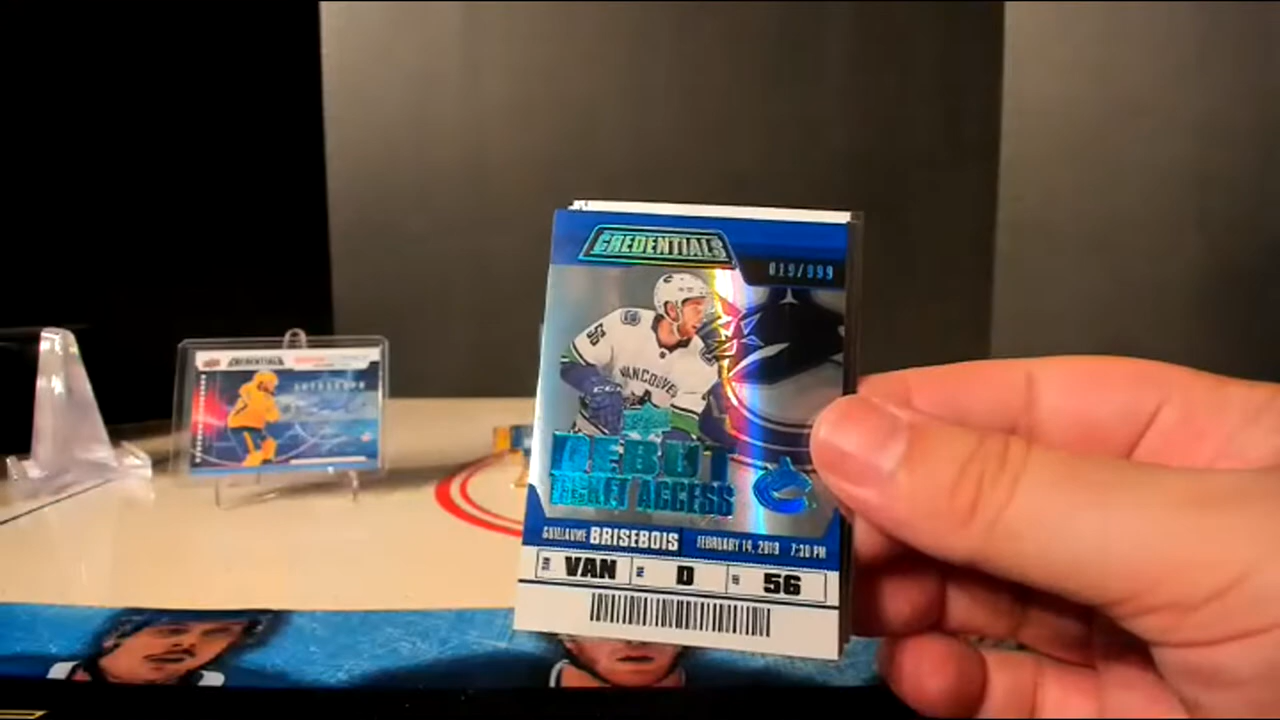 CREDENTIALS
019/999
56
VANCOUVER
DEBUT
TICKET ACCESS
GUILLAUME BRISEBOIS FEBRUARY 14, 2019 7:30 PM
VAN D 56
CREDENTIALS
AUTOGRAPH